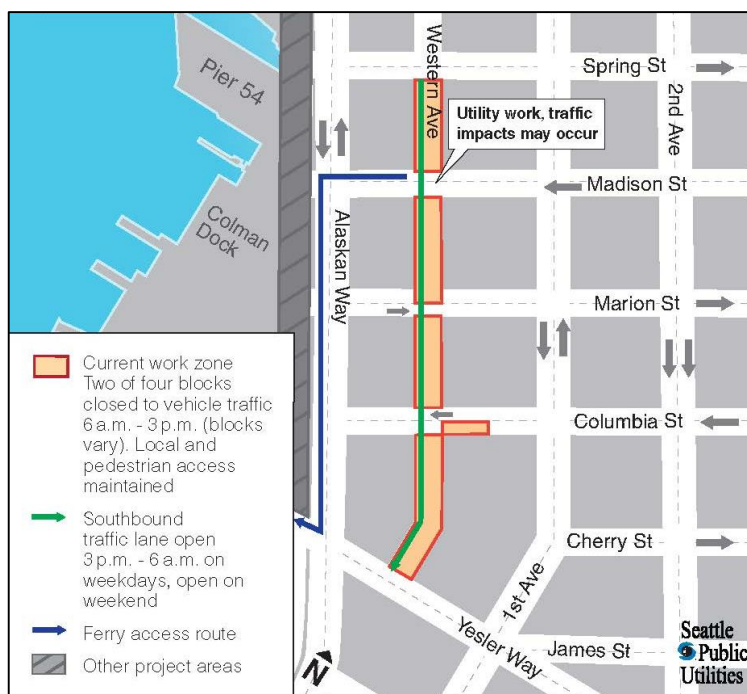 Pier 54
Colman
Dock
Alaskan Way
Western Ave
Utility work, traffic
impacts may occur
Spring St
2nd Ave
Madison St
Marion St
Columbia St
Cherry St
1st Ave
Yesler Way
James St
N
Current work zone
Two of four blocks
closed to vehicle traffic
6 a.m. - 3 p.m. (blocks
vary). Local and
pedestrian access
maintained
Southbound
traffic lane open
3 p.m. - 6 a.m. on
weekdays, open on
weekend
Ferry access route
Other project areas
Seattle
Public
Utilities